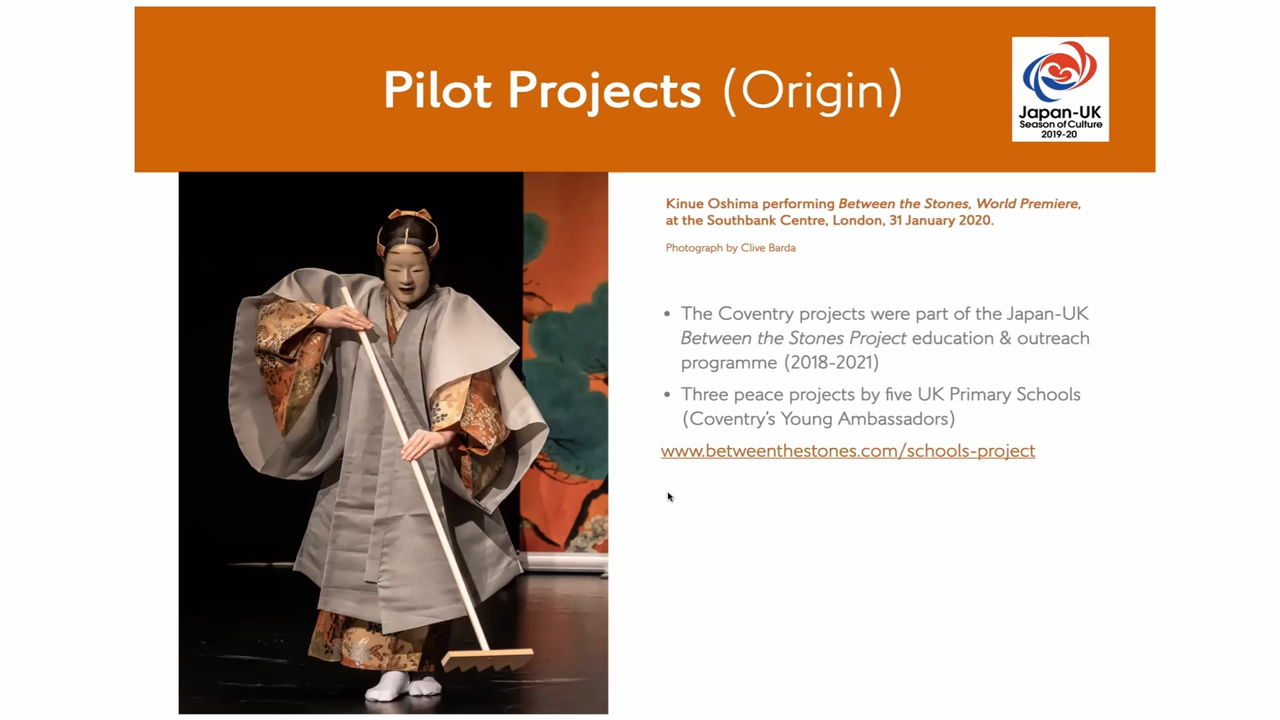 Pilot Projects (Origin)
Japan-UK
Season of Culture
2019-20
Kinue Oshima performing Between the Stones, World Premiere,
at the Southbank Centre, London, 31 January 2020.
Photograph by Clive Barda
• The Coventry projects were part of the Japan-UK
Between the Stones Project education & outreach
programme (2018-2021)
• Three peace projects by five UK Primary Schools
(Coventry's Young Ambassadors)
www.betweenthestones.com/schools-project